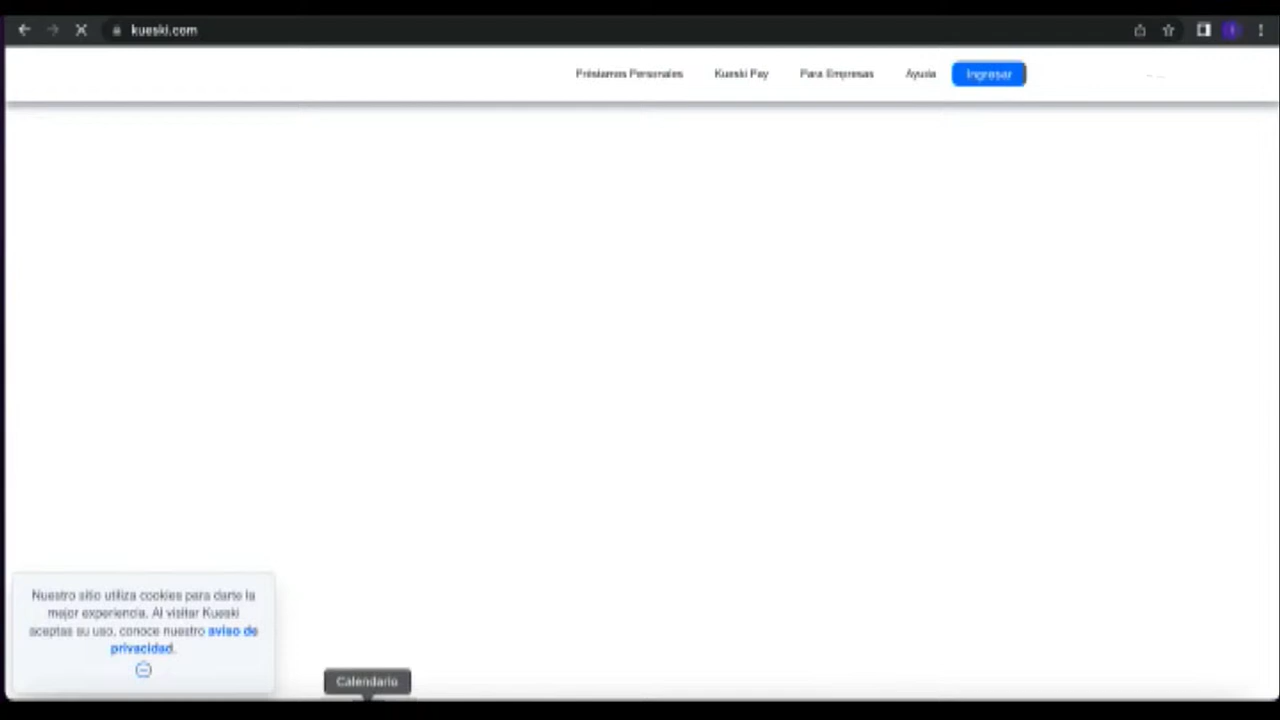 kueski.com
Préstamos Personales Kueski Pay Para Empresas Ayuda Ingresar
Nuestro sitio utiliza cookies para darte la
mejor experiencia. Al visitar Kueski
aceptas su uso, conoce nuestro aviso de
privacidad.
Calendario